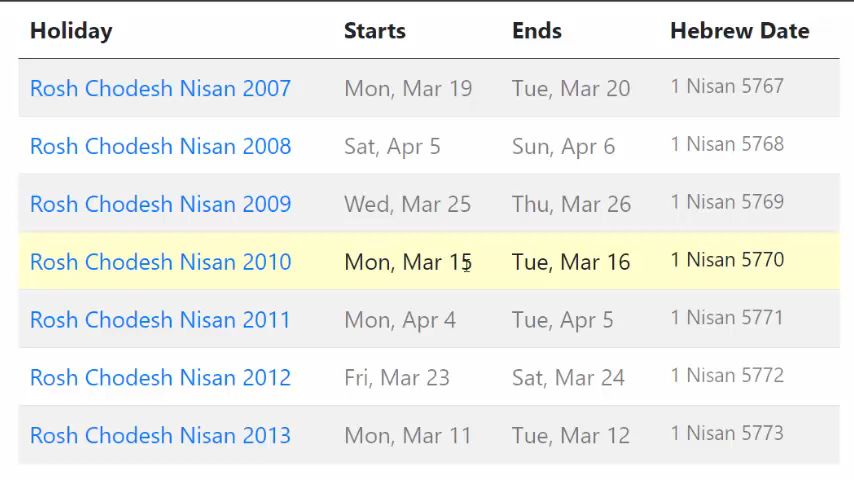 Holiday Starts Ends Hebrew Date
Rosh Chodesh Nisan 2007 Mon, Mar 19 Tue, Mar 20 1 Nisan 5767
Rosh Chodesh Nisan 2008 Sat, Apr 5 Sun, Apr 6 1 Nisan 5768
Rosh Chodesh Nisan 2009 Wed, Mar 25 Thu, Mar 26 1 Nisan 5769
Rosh Chodesh Nisan 2010 Mon, Mar 15 Tue, Mar 16 1 Nisan 5770
Rosh Chodesh Nisan 2011 Mon, Apr 4 Tue, Apr 5 1 Nisan 5771
Rosh Chodesh Nisan 2012 Fri, Mar 23 Sat, Mar 24 1 Nisan 5772
Rosh Chodesh Nisan 2013 Mon, Mar 11 Tue, Mar 12 1 Nisan 5773